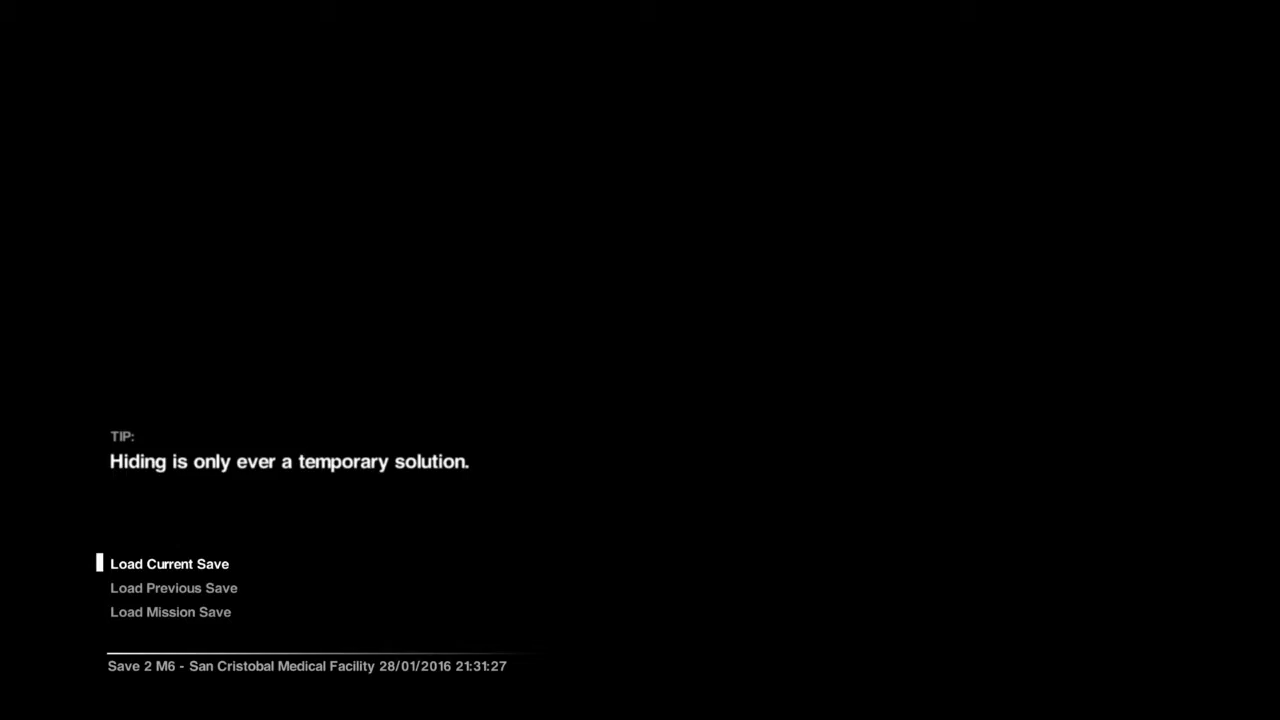 TIP:
Hiding is only ever a temporary solution.
Load Current Save
Load Previous Save
Load Mission Save
Save 2 M6 - San Cristobal Medical Facility 28/01/2016 21:31:27